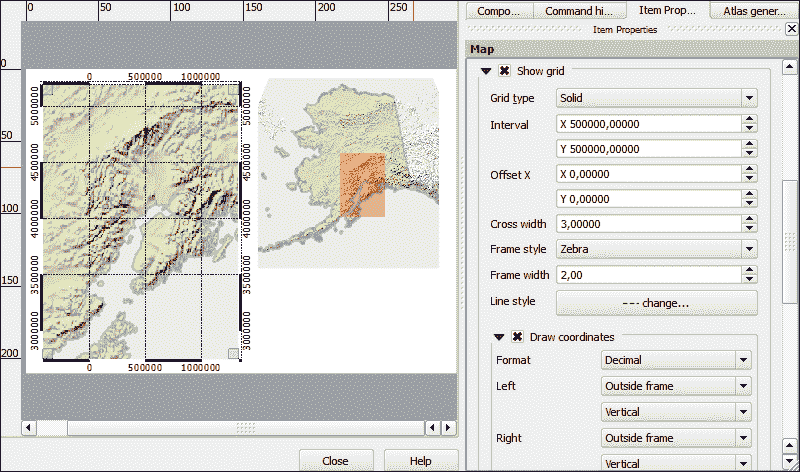 0 50 100 150 200 250
Compo... Command hi... Item Prop... Atlas gener...
Item Properties
Map
Show grid
Grid type Solid
Interval X 500000,00000
Y 500000,00000
Offset X X 0,00000
Y 0,00000
Cross width 3,00000
Frame style Zebra
Frame width 2,00
Line style change...
Draw coordinates
Format Decimal
Left Outside frame
Vertical
Right Outside frame
Vertical
0
50
100
150
200
0 500000 1000000
5000000 5000000
4500000 4500000
4000000 4000000
3500000 3500000
3000000 3000000
0 500000 1000000
Close Help